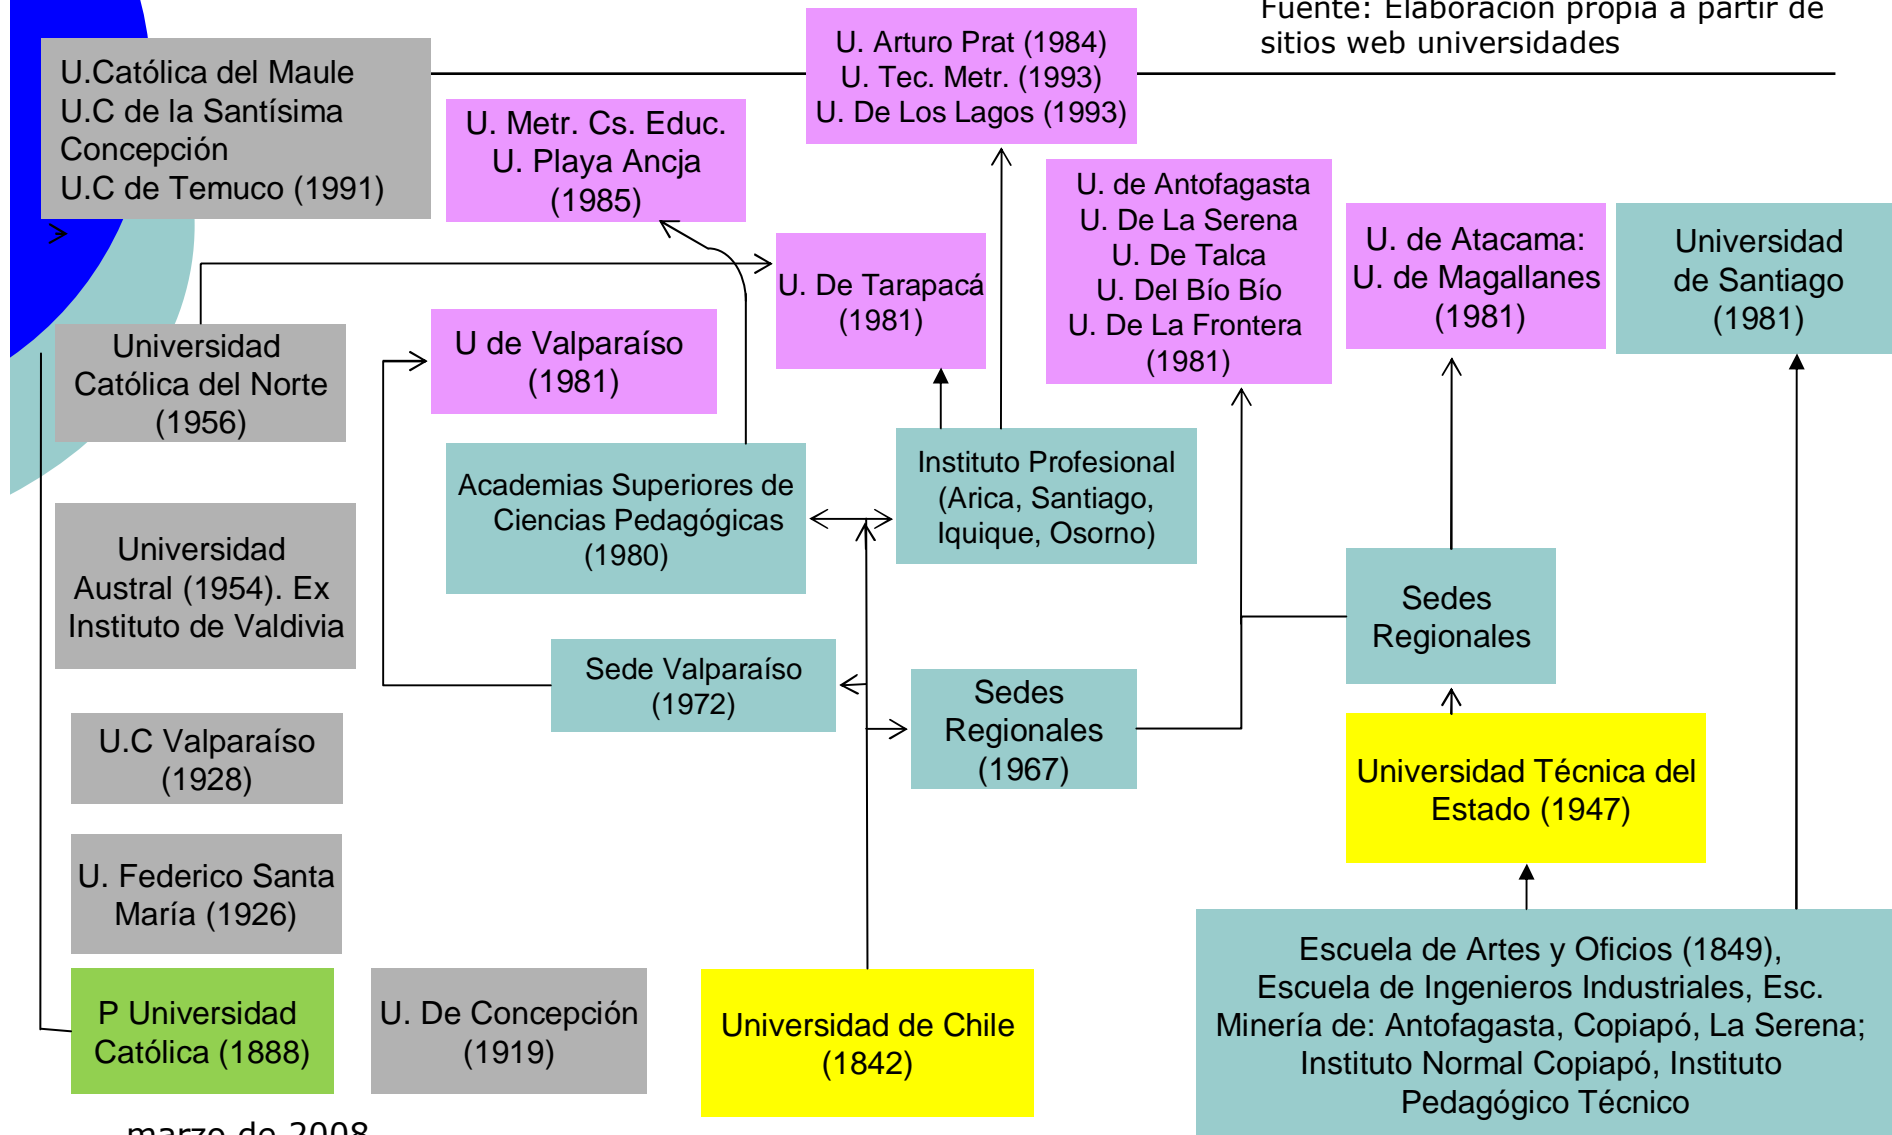 Fuente: Elaboración propia a partir de
sitios web universidades
U.Católica del Maule
U.C de la Santísima
Concepción
U.C de Temuco (1991)
U. Arturo Prat (1984)
U. Tec. Metr. (1993)
U. De Los Lagos (1993)
U. Metr. Cs. Educ.
U. Playa Ancja
(1985)
U. de Antofagasta
U. De La Serena
U. De Talca
U. Del Bío Bío
U. De La Frontera
(1981)
U. de Atacama:
U. de Magallanes
(1981)
Universidad
de Santiago
(1981)
U. De Tarapacá
(1981)
Universidad
Católica del Norte
(1956)
U de Valparaíso
(1981)
Academias Superiores de
Ciencias Pedagógicas
(1980)
Instituto Profesional
(Arica, Santiago,
Iquique, Osorno)
Universidad
Austral (1954). Ex
Instituto de Valdivia
Sedes
Regionales
Sede Valparaíso
(1972)
Sedes
Regionales
(1967)
U.C Valparaíso
(1928)
Universidad Técnica del
Estado (1947)
U. Federico Santa
María (1926)
P Universidad
Católica (1888)
U. De Concepción
(1919)
Universidad de Chile
(1842)
Escuela de Artes y Oficios (1849),
Escuela de Ingenieros Industriales, Esc.
Minería de: Antofagasta, Copiapó, La Serena;
Instituto Normal Copiapó, Instituto
Pedagógico Técnico
marzo de 2008